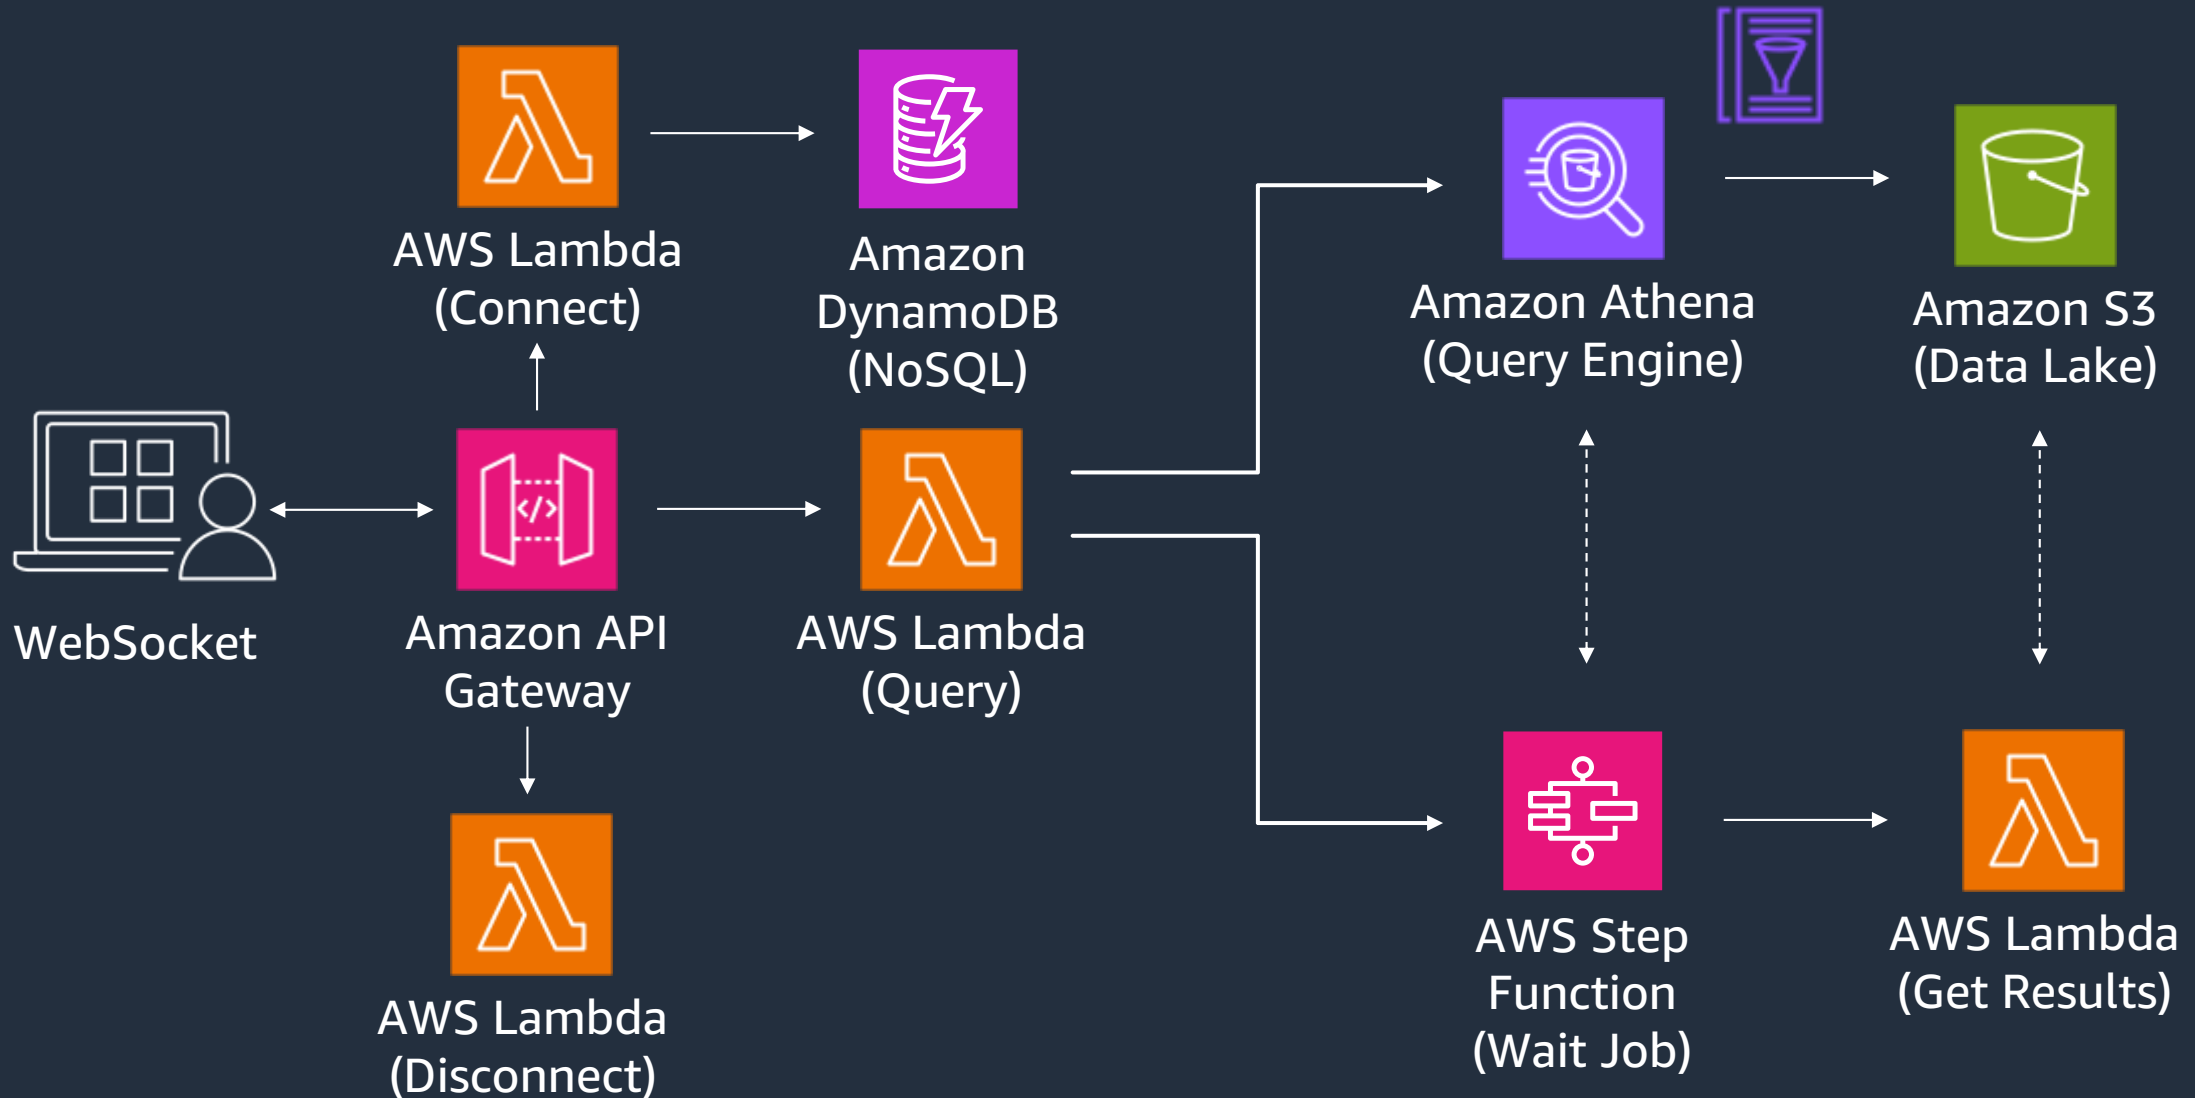 AWS Lambda
(Connect)
Amazon
DynamoDB
(NoSQL)
Amazon Athena
(Query Engine)
Amazon S3
(Data Lake)
WebSocket
</>
Amazon API
Gateway
AWS Lambda
(Query)
AWS Lambda
(Disconnect)
AWS Step
Function
(Wait Job)
AWS Lambda
(Get Results)